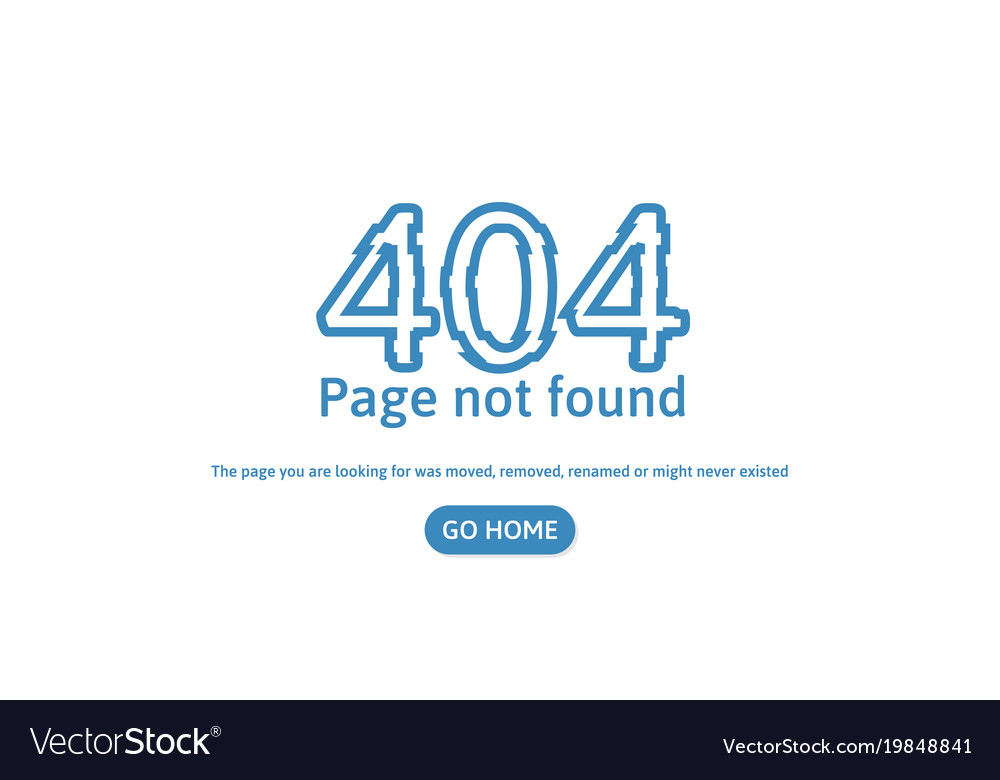 404
Page not found
The page you are looking for was moved, removed, renamed or might never existed
GO HOME
VectorStock®
VectorStock.com/19848841